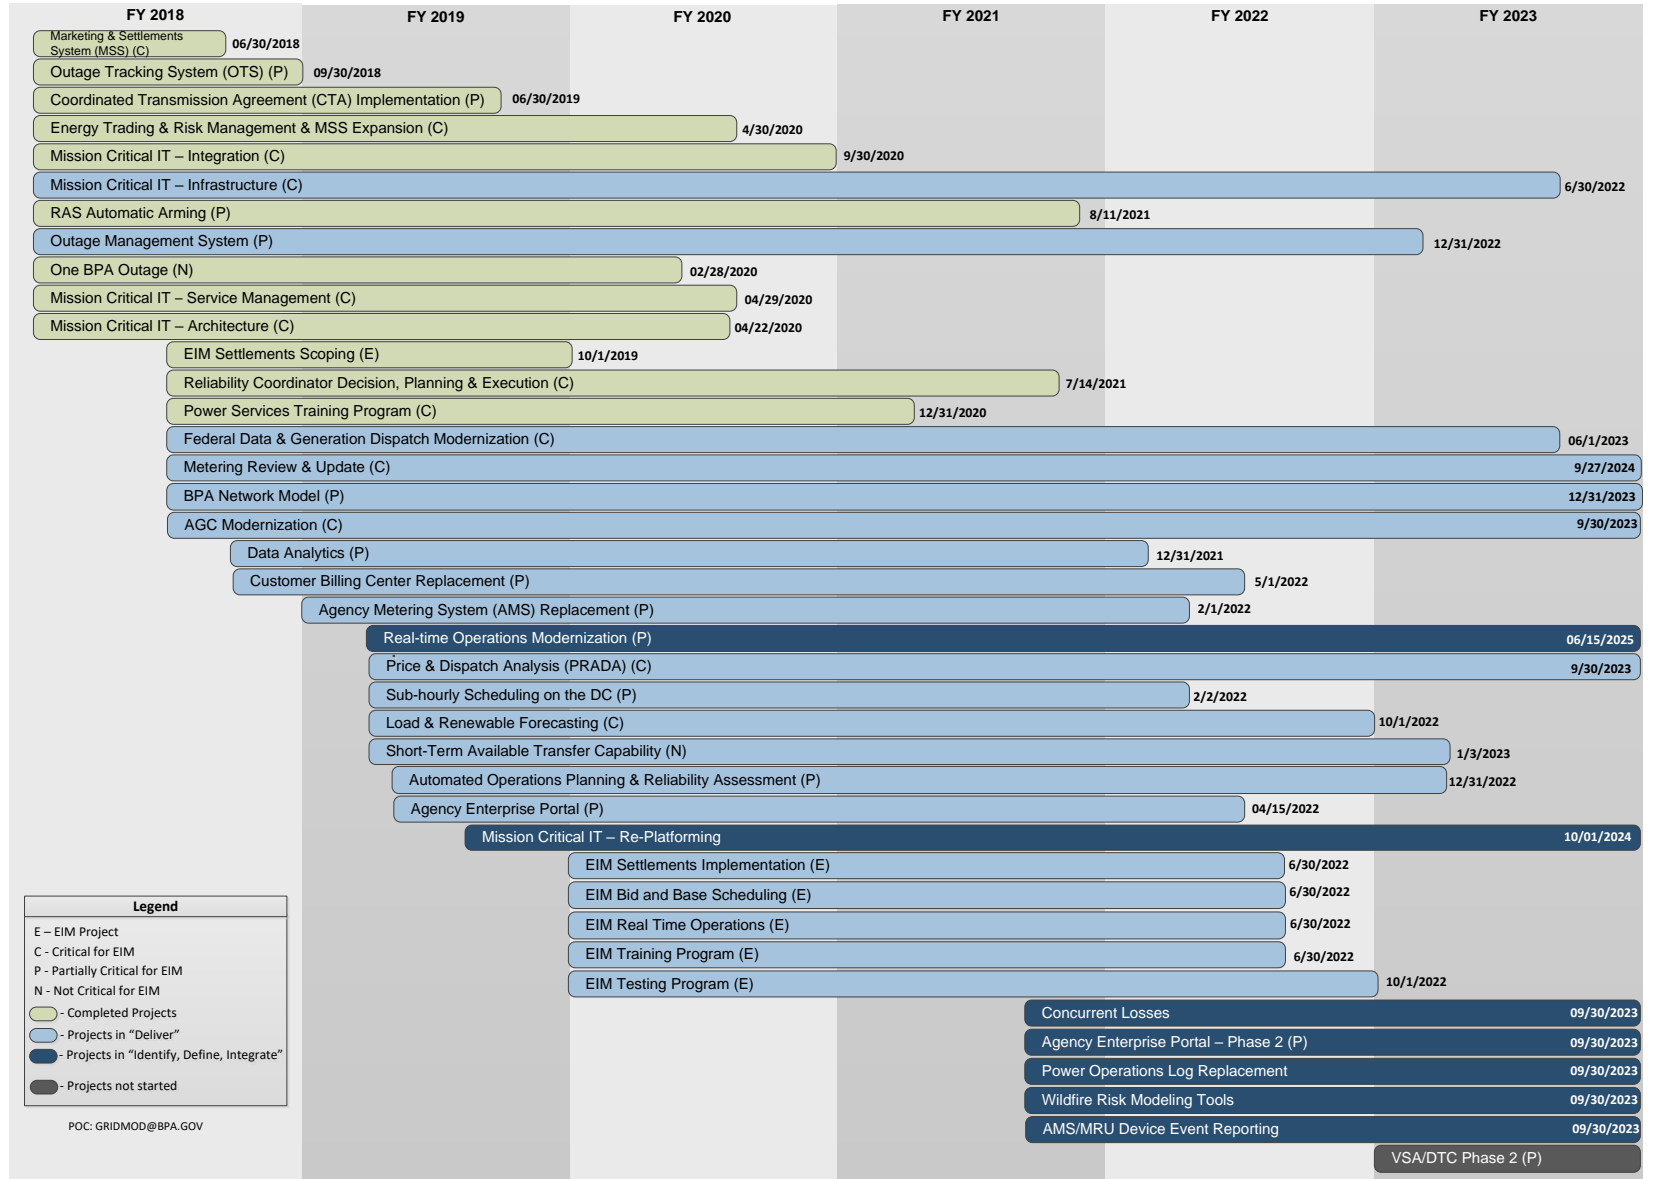 FY 2018 FY 2019 FY 2020 FY 2021 FY 2022 FY 2023
Marketing & Settlements
System (MSS) (C) 06/30/2018
Outage Tracking System (OTS) (P) 09/30/2018
Coordinated Transmission Agreement (CTA) Implementation (P) 06/30/2019
Energy Trading & Risk Management & MSS Expansion (C) 4/30/2020
Mission Critical IT – Integration (C) 9/30/2020
Mission Critical IT – Infrastructure (C) 6/30/2022
RAS Automatic Arming (P) 8/11/2021
Outage Management System (P) 12/31/2022
One BPA Outage (N) 02/28/2020
Mission Critical IT – Service Management (C) 04/29/2020
Mission Critical IT – Architecture (C) 04/22/2020
EIM Settlements Scoping (E) 10/1/2019
Reliability Coordinator Decision, Planning & Execution (C) 7/14/2021
Power Services Training Program (C) 12/31/2020
Federal Data & Generation Dispatch Modernization (C) 06/1/2023
Metering Review & Update (C) 9/27/2024
BPA Network Model (P) 12/31/2023
AGC Modernization (C) 9/30/2023
Data Analytics (P) 12/31/2021
Customer Billing Center Replacement (P) 5/1/2022
Agency Metering System (AMS) Replacement (P) 2/1/2022
Real-time Operations Modernization (P) 06/15/2025
Price & Dispatch Analysis (PRADA) (C) 9/30/2023
Sub-hourly Scheduling on the DC (P) 2/2/2022
Load & Renewable Forecasting (C) 10/1/2022
Short-Term Available Transfer Capability (N) 1/3/2023
Automated Operations Planning & Reliability Assessment (P) 12/31/2022
Agency Enterprise Portal (P) 04/15/2022
Mission Critical IT – Re-Platforming 10/01/2024
EIM Settlements Implementation (E) 6/30/2022
EIM Bid and Base Scheduling (E) 6/30/2022
EIM Real Time Operations (E) 6/30/2022
EIM Training Program (E) 6/30/2022
EIM Testing Program (E) 10/1/2022
Concurrent Losses 09/30/2023
Agency Enterprise Portal – Phase 2 (P) 09/30/2023
Power Operations Log Replacement 09/30/2023
Wildfire Risk Modeling Tools 09/30/2023
AMS/MRU Device Event Reporting 09/30/2023
VSA/DTC Phase 2 (P)
Legend
E – EIM Project
C - Critical for EIM
P - Partially Critical for EIM
N - Not Critical for EIM
- Completed Projects
- Projects in “Deliver”
- Projects in “Identify, Define, Integrate”
- Projects not started
POC: GRIDMOD@BPA.GOV